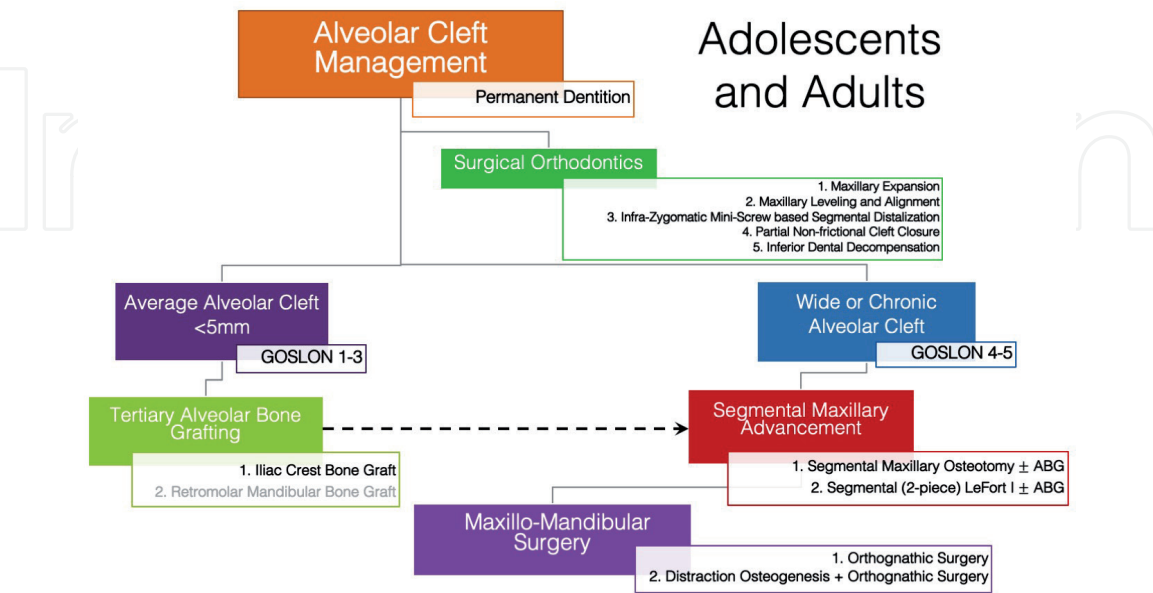 Alveolar Cleft
Management
Permanent Dentition
Adolescents
and Adults
Surgical Orthodontics
1. Maxillary Expansion
2. Maxillary Leveling and Alignment
3. Infra-Zygomatic Mini-Screw based Segmental Distalization
4. Partial Non-frictional Cleft Closure
5. Inferior Dental Decompensation
Average Alveolar Cleft
<5mm
GOSLON 1-3
Wide or Chronic
Alveolar Cleft
GOSLON 4-5
Tertiary Alveolar Bone
Grafting
1. Iliac Crest Bone Graft
2. Retromolar Mandibular Bone Graft
Segmental Maxillary
Advancement
1. Segmental Maxillary Osteotomy ± ABG
2. Segmental (2-piece) LeFort I ± ABG
Maxillo-Mandibular
Surgery
1. Orthognathic Surgery
2. Distraction Osteogenesis + Orthognathic Surgery